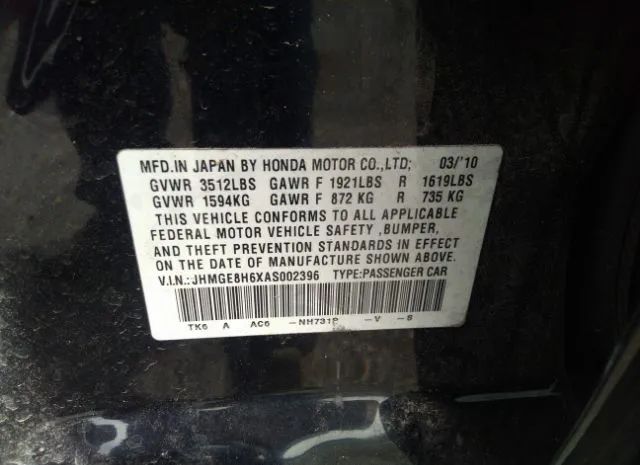 MFD.IN JAPAN BY HONDA MOTOR CO.,LTD; 03/'10
GVWR 3512LBS GAWR F 1921LBS R 1619LBS
GVWR 1594KG GAWR F 872 KG R 735 KG
THIS VEHICLE CONFORMS TO ALL APPLICABLE
FEDERAL MOTOR VEHICLE SAFETY ,BUMPER,
AND THEFT PREVENTION STANDARDS IN EFFECT
ON THE DATE OF MANUFACTURE SHOWN ABOVE.
V.I.N.: JHMGE8H6XAS002396 TYPE:PASSENGER CAR
TK6 A AC6 -NH731P -V -S